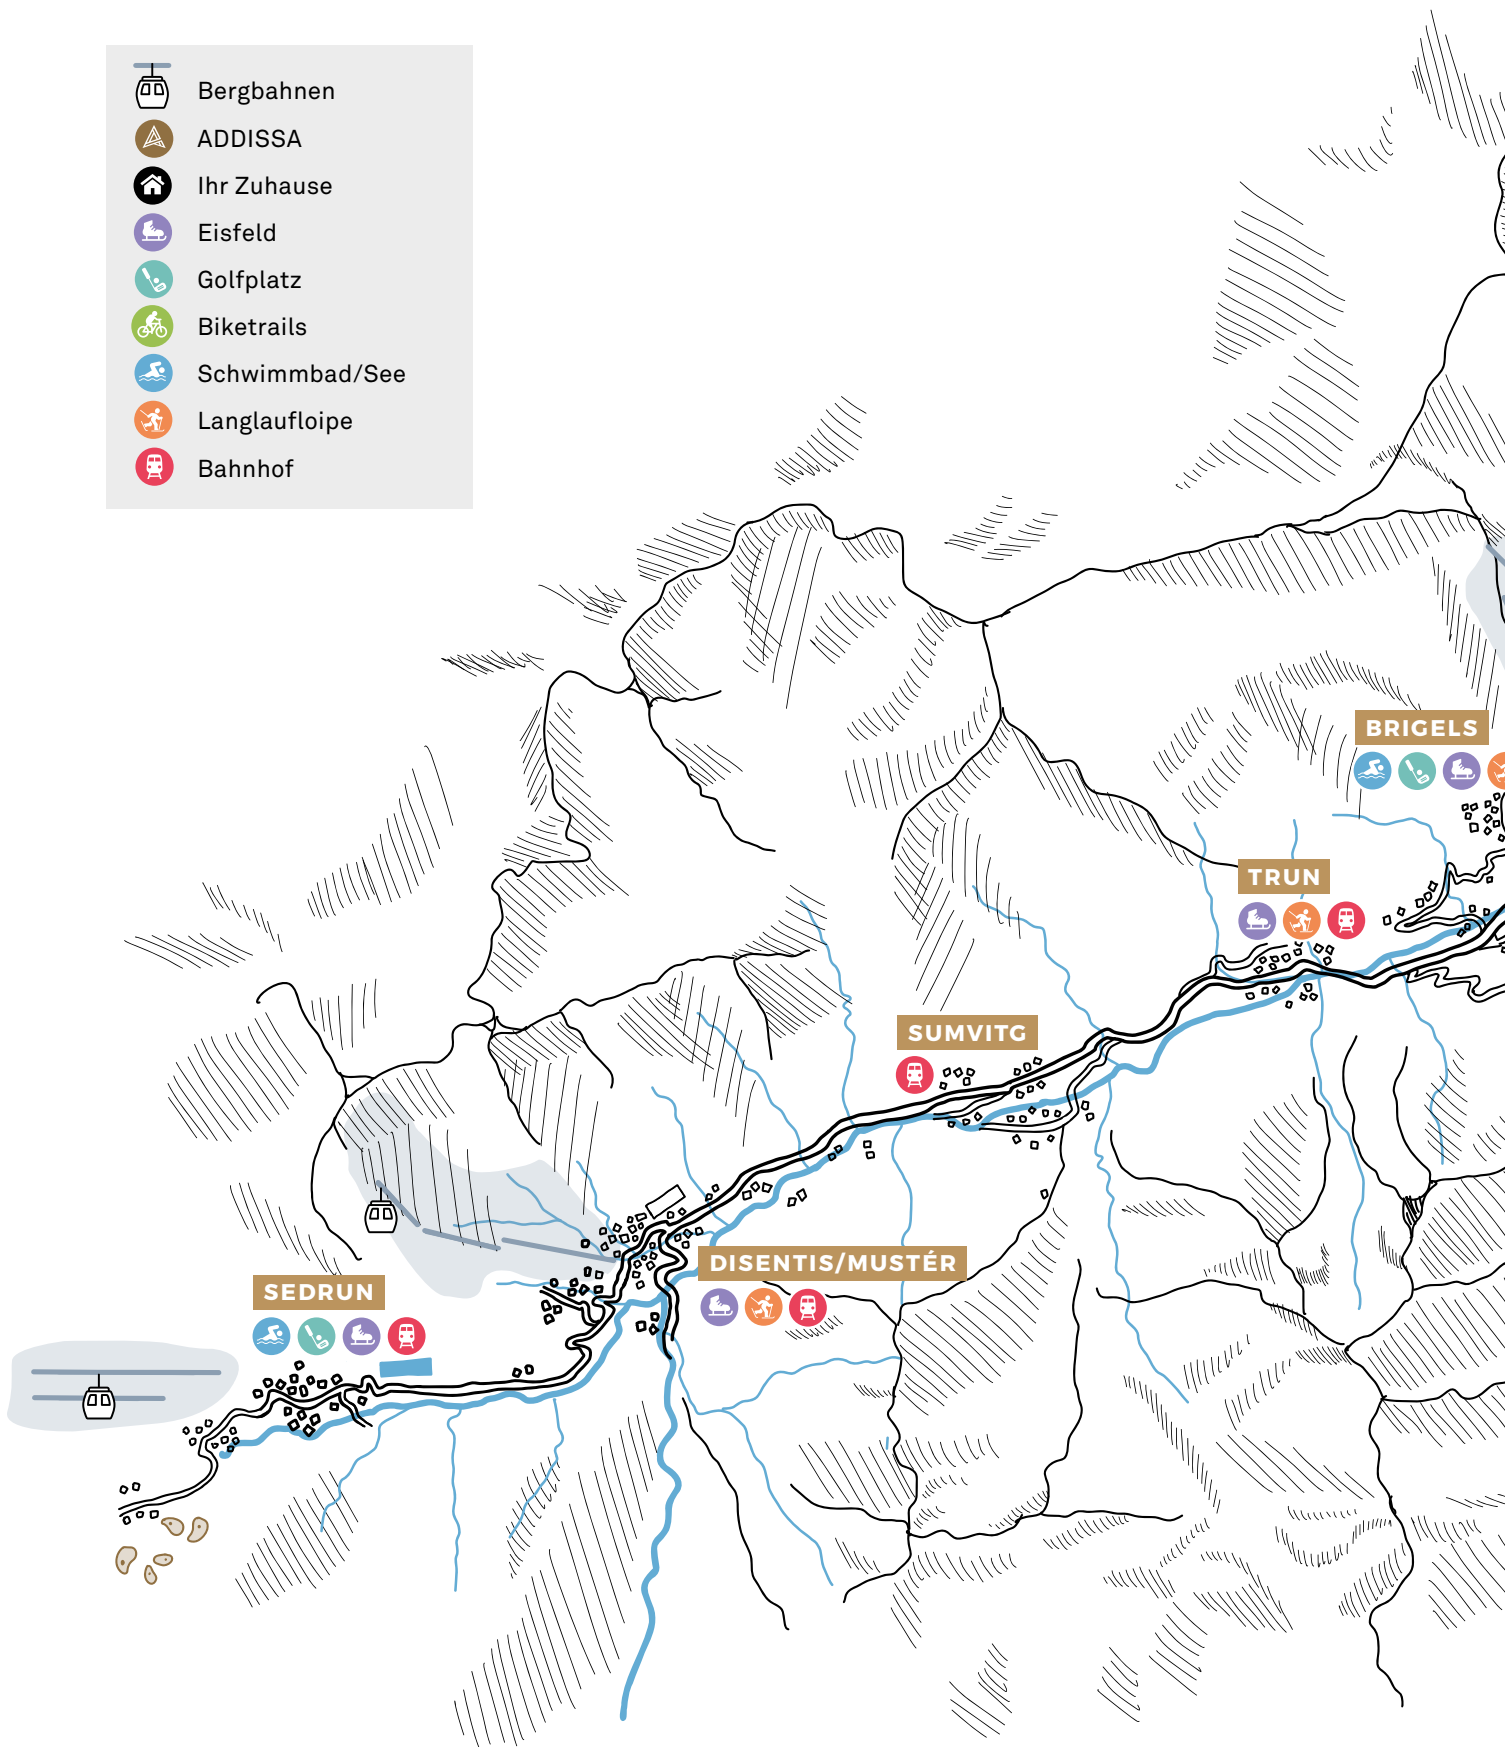 Bergbahnen
ADDISSA
Ihr Zuhause
Eisfeld
Golfplatz
Biketrails
Schwimmbad/See
Langlaufloipe
Bahnhof
BRIGELS
TRUN
SUMVITG
DISENTIS/MUSTÉR
SEDRUN